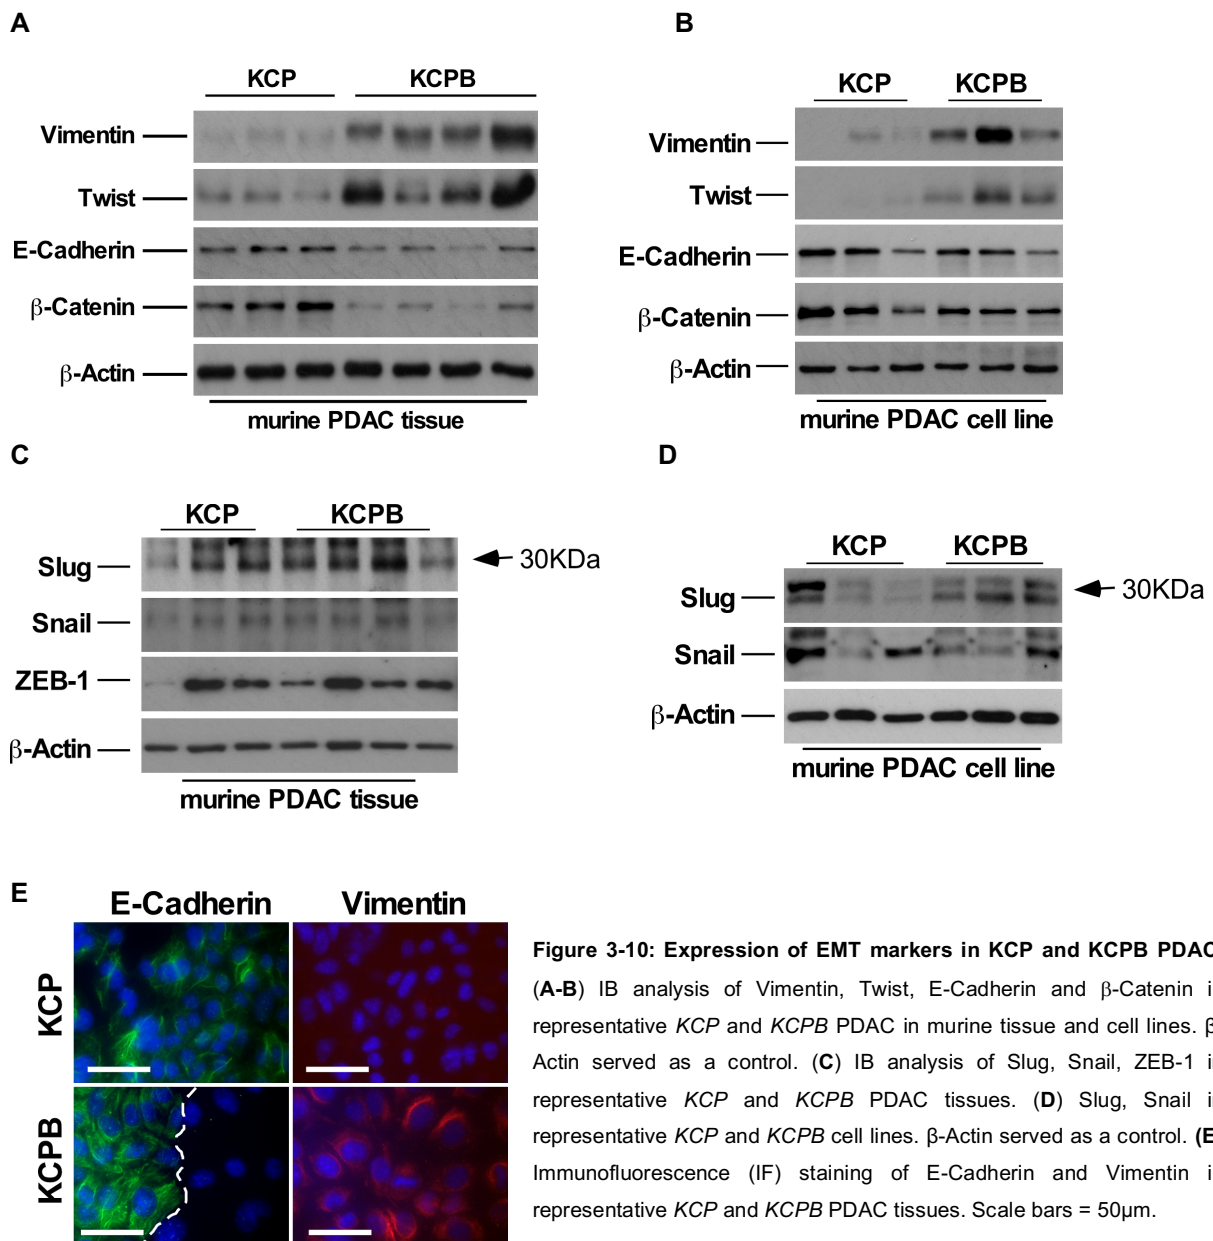 A
KCP KCPB
Vimentin
Twist
E-Cadherin
β-Catenin
β-Actin
murine PDAC tissue
B
KCP KCPB
Vimentin
Twist
E-Cadherin
β-Catenin
β-Actin
murine PDAC cell line
C
KCP KCPB
Slug 30KDa
Snail
ZEB-1
β-Actin
murine PDAC tissue
D
KCP KCPB
Slug 30KDa
Snail
β-Actin
murine PDAC cell line
E
E-Cadherin Vimentin
KCP
KCPB
Figure 3-10: Expression of EMT markers in KCP and KCPB PDAC
(A-B) IB analysis of Vimentin, Twist, E-Cadherin and β-Catenin i
representative KCP and KCPB PDAC in murine tissue and cell lines. β
Actin served as a control. (C) IB analysis of Slug, Snail, ZEB-1 i
representative KCP and KCPB PDAC tissues. (D) Slug, Snail i
representative KCP and KCPB cell lines. β-Actin served as a control. (E
Immunofluorescence (IF) staining of E-Cadherin and Vimentin i
representative KCP and KCPB PDAC tissues. Scale bars = 50µm.